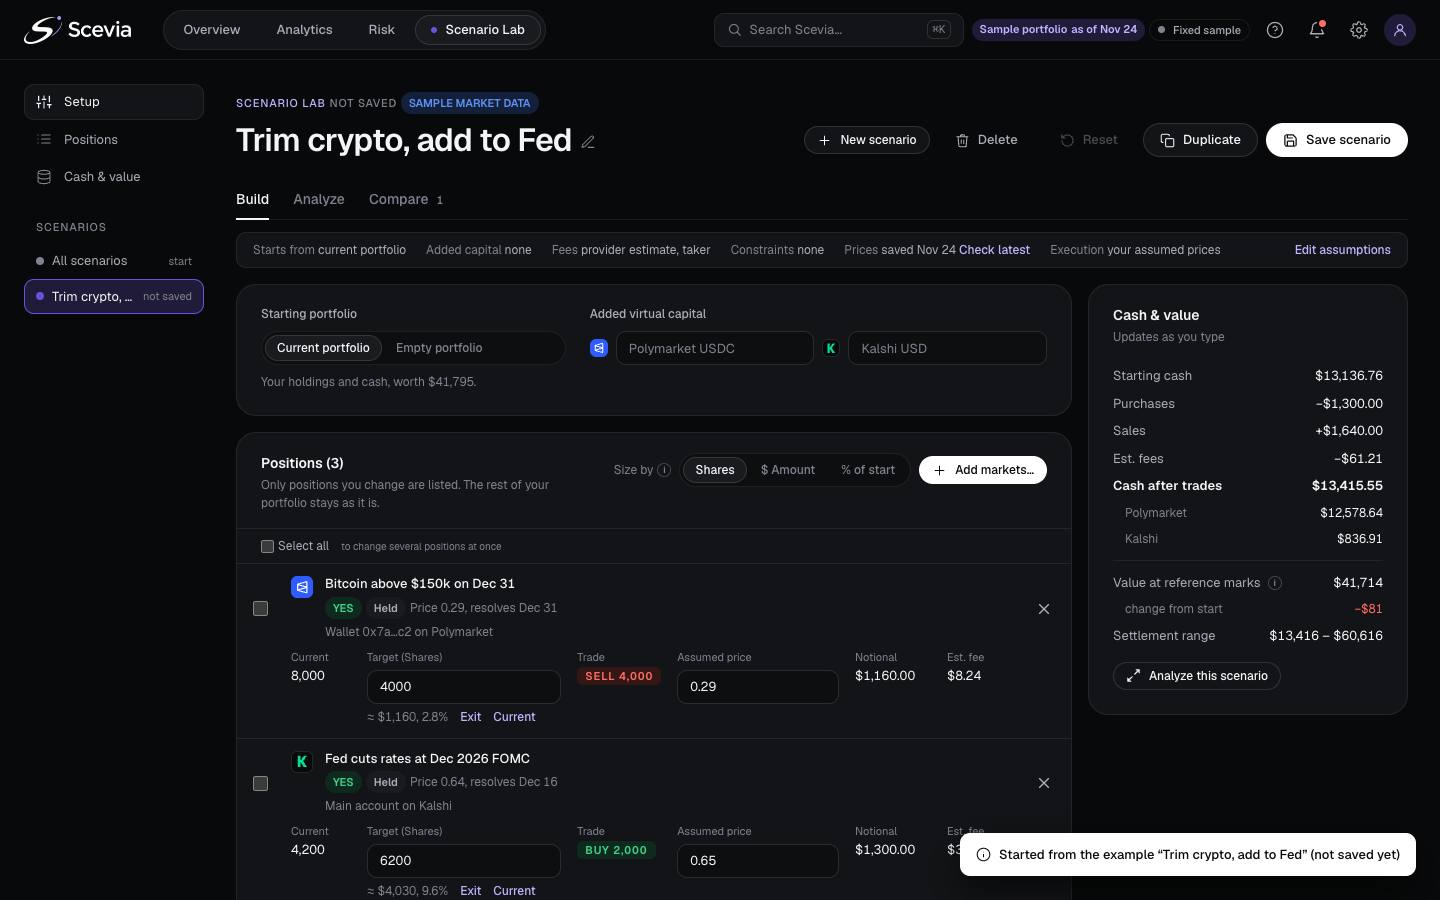 Scevia
Overview Analytics Risk Scenario Lab
Search Scevia... ⌘K
Sample portfolio as of Nov 24
Fixed sample
Setup
Positions
Cash & value
SCENARIOS
All scenarios start
Trim crypto, ... not saved
SCENARIO LAB NOT SAVED SAMPLE MARKET DATA
Trim crypto, add to Fed
New scenario Delete Reset Duplicate Save scenario
Build Analyze Compare 1
Starts from current portfolio Added capital none Fees provider estimate, taker Constraints none Prices saved Nov 24 Check latest Execution your assumed prices Edit assumptions
Starting portfolio
Current portfolio Empty portfolio
Your holdings and cash, worth $41,795.
Added virtual capital
Polymarket USDC K Kalshi USD
Positions (3)
Only positions you change are listed. The rest of your
portfolio stays as it is.
Size by Shares $ Amount % of start Add markets...
Select all to change several positions at once
Bitcoin above $150k on Dec 31
YES Held Price 0.29, resolves Dec 31
Wallet 0x7a...c2 on Polymarket
Current Target (Shares) Trade Assumed price Notional Est. fee
8,000 4000 SELL 4,000 0.29 $1,160.00 $8.24
≈ $1,160, 2.8% Exit Current
K Fed cuts rates at Dec 2026 FOMC
YES Held Price 0.64, resolves Dec 16
Main account on Kalshi
Current Target (Shares) Trade Assumed price Notional Est. fee
4,200 6200 BUY 2,000 0.65 $1,300.00
≈ $4,030, 9.6% Exit Current
Cash & value
Updates as you type
Starting cash $13,136.76
Purchases −$1,300.00
Sales +$1,640.00
Est. fees −$61.21
Cash after trades $13,415.55
Polymarket $12,578.64
Kalshi $836.91
Value at reference marks $41,714
change from start −$81
Settlement range $13,416 – $60,616
Analyze this scenario
Started from the example “Trim crypto, add to Fed” (not saved yet)